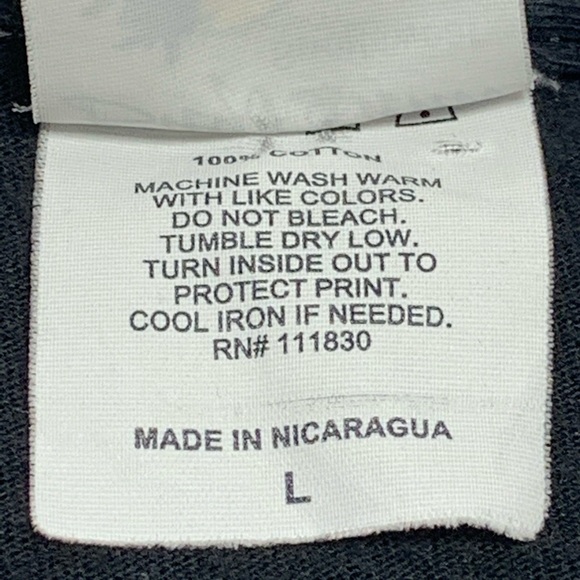 100% COTTON
MACHINE WASH WARM
WITH LIKE COLORS.
DO NOT BLEACH.
TUMBLE DRY LOW.
TURN INSIDE OUT TO
PROTECT PRINT.
COOL IRON IF NEEDED.
RN# 111830
MADE IN NICARAGUA
L